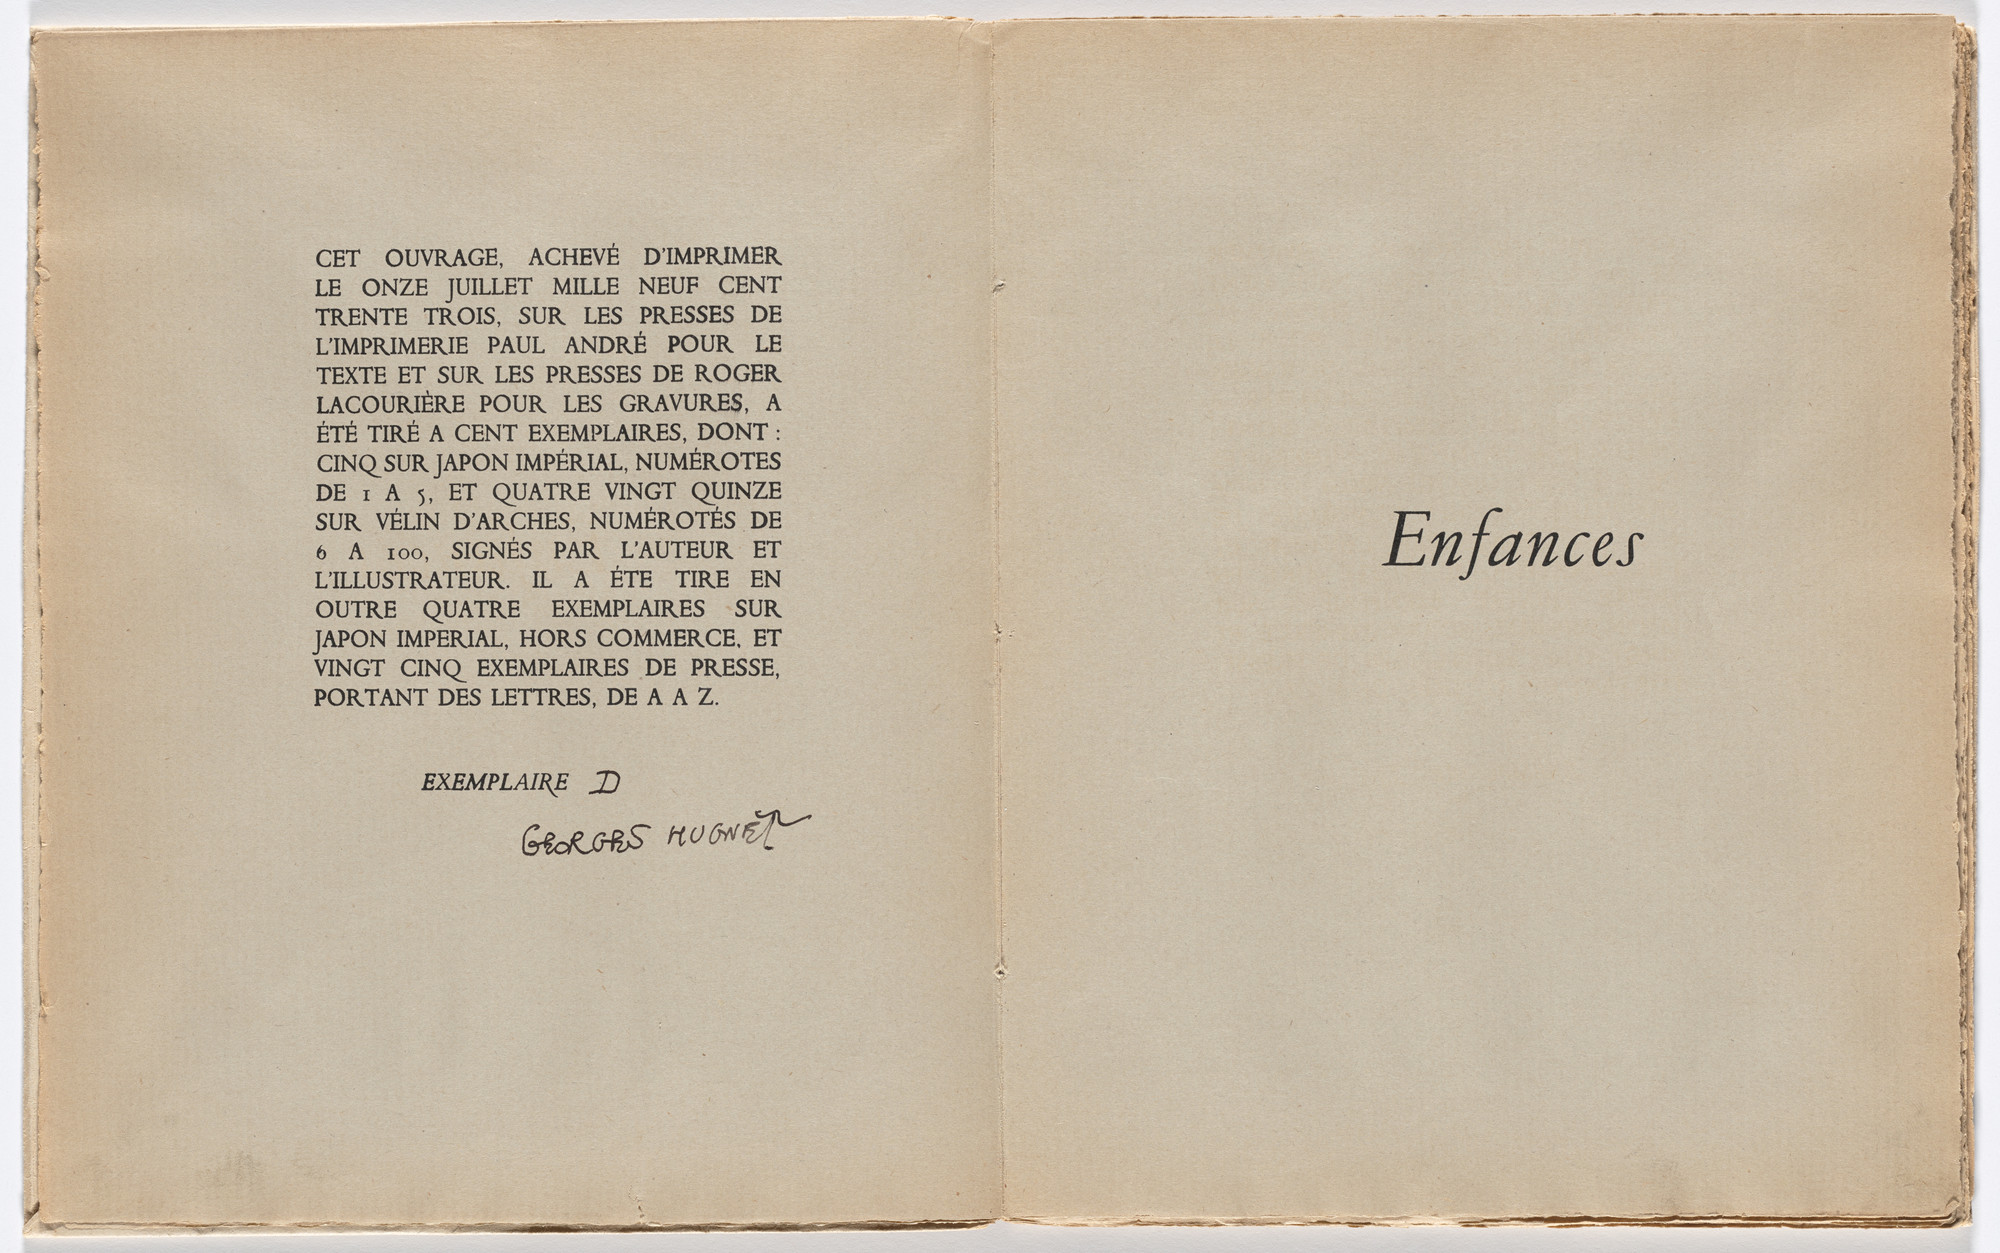 CET OUVRAGE, ACHEVÉ D'IMPRIMER
LE ONZE JUILLET MILLE NEUF CENT
TRENTE TROIS, SUR LES PRESSES DE
L'IMPRIMERIE PAUL ANDRÉ POUR LE
TEXTE ET SUR LES PRESSES DE ROGER
LACOURIÈRE POUR LES GRAVURES, A
ÉTÉ TIRÉ A CENT EXEMPLAIRES, DONT :
CINQ SUR JAPON IMPÉRIAL, NUMÉROTES
DE 1 A 5, ET QUATRE VINGT QUINZE
SUR VÉLIN D'ARCHES, NUMÉROTÉS DE
6 A 100, SIGNÉS PAR L'AUTEUR ET
L'ILLUSTRATEUR. IL A ÉTE TIRE EN
OUTRE QUATRE EXEMPLAIRES SUR
JAPON IMPERIAL, HORS COMMERCE, ET
VINGT CINQ EXEMPLAIRES DE PRESSE,
PORTANT DES LETTRES, DE A A Z.
EXEMPLAIRE D
GEORGES HUGNET
Enfances